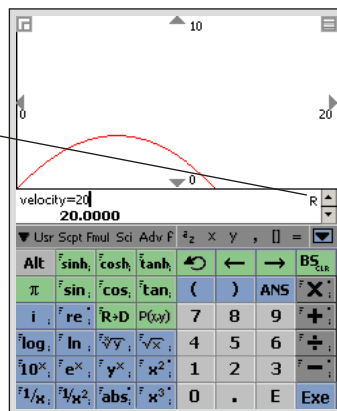 10
0 20
0
velocity=20 R
20.0000
Usr Scpt Fmul Sci Adv F a₂ x y , [] =
Alt sinh cosh tanh ← → BS CLR
π sin cos tan ( ) ANS ×
i re R→D P(x,y) 7 8 9 +
log ln ˣ√y √x 4 5 6 ÷
10ˣ eˣ yˣ x² 1 2 3 −
1/x 1/x² abs x³ 0 . E Exe